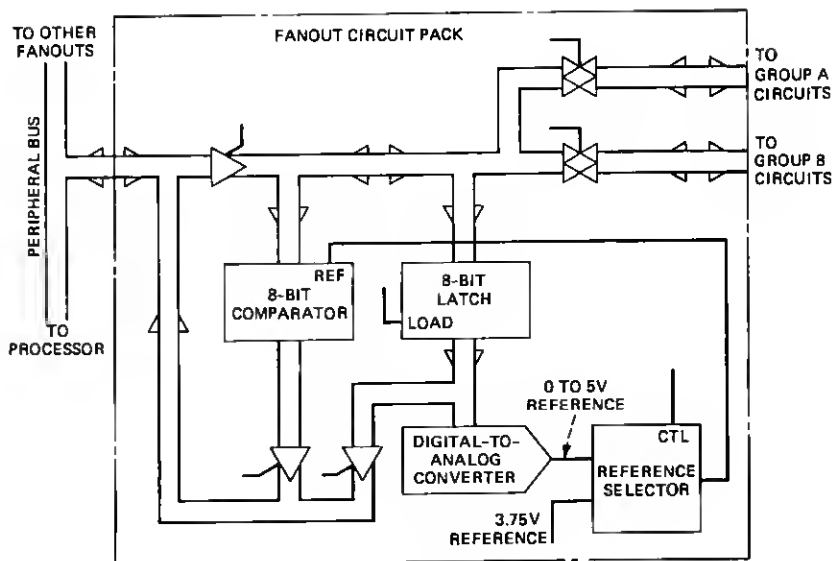 TO OTHER
FANOUTS
FANOUT CIRCUIT PACK
TO
GROUP A
CIRCUITS
PERIPHERAL BUS
TO
GROUP B
CIRCUITS
REF
8-BIT
COMPARATOR
8-BIT
LATCH
LOAD
TO
PROCESSOR
0 TO 5V
REFERENCE
CTL
DIGITAL-TO-
ANALOG
CONVERTER
REFERENCE
SELECTOR
3.75V
REFERENCE